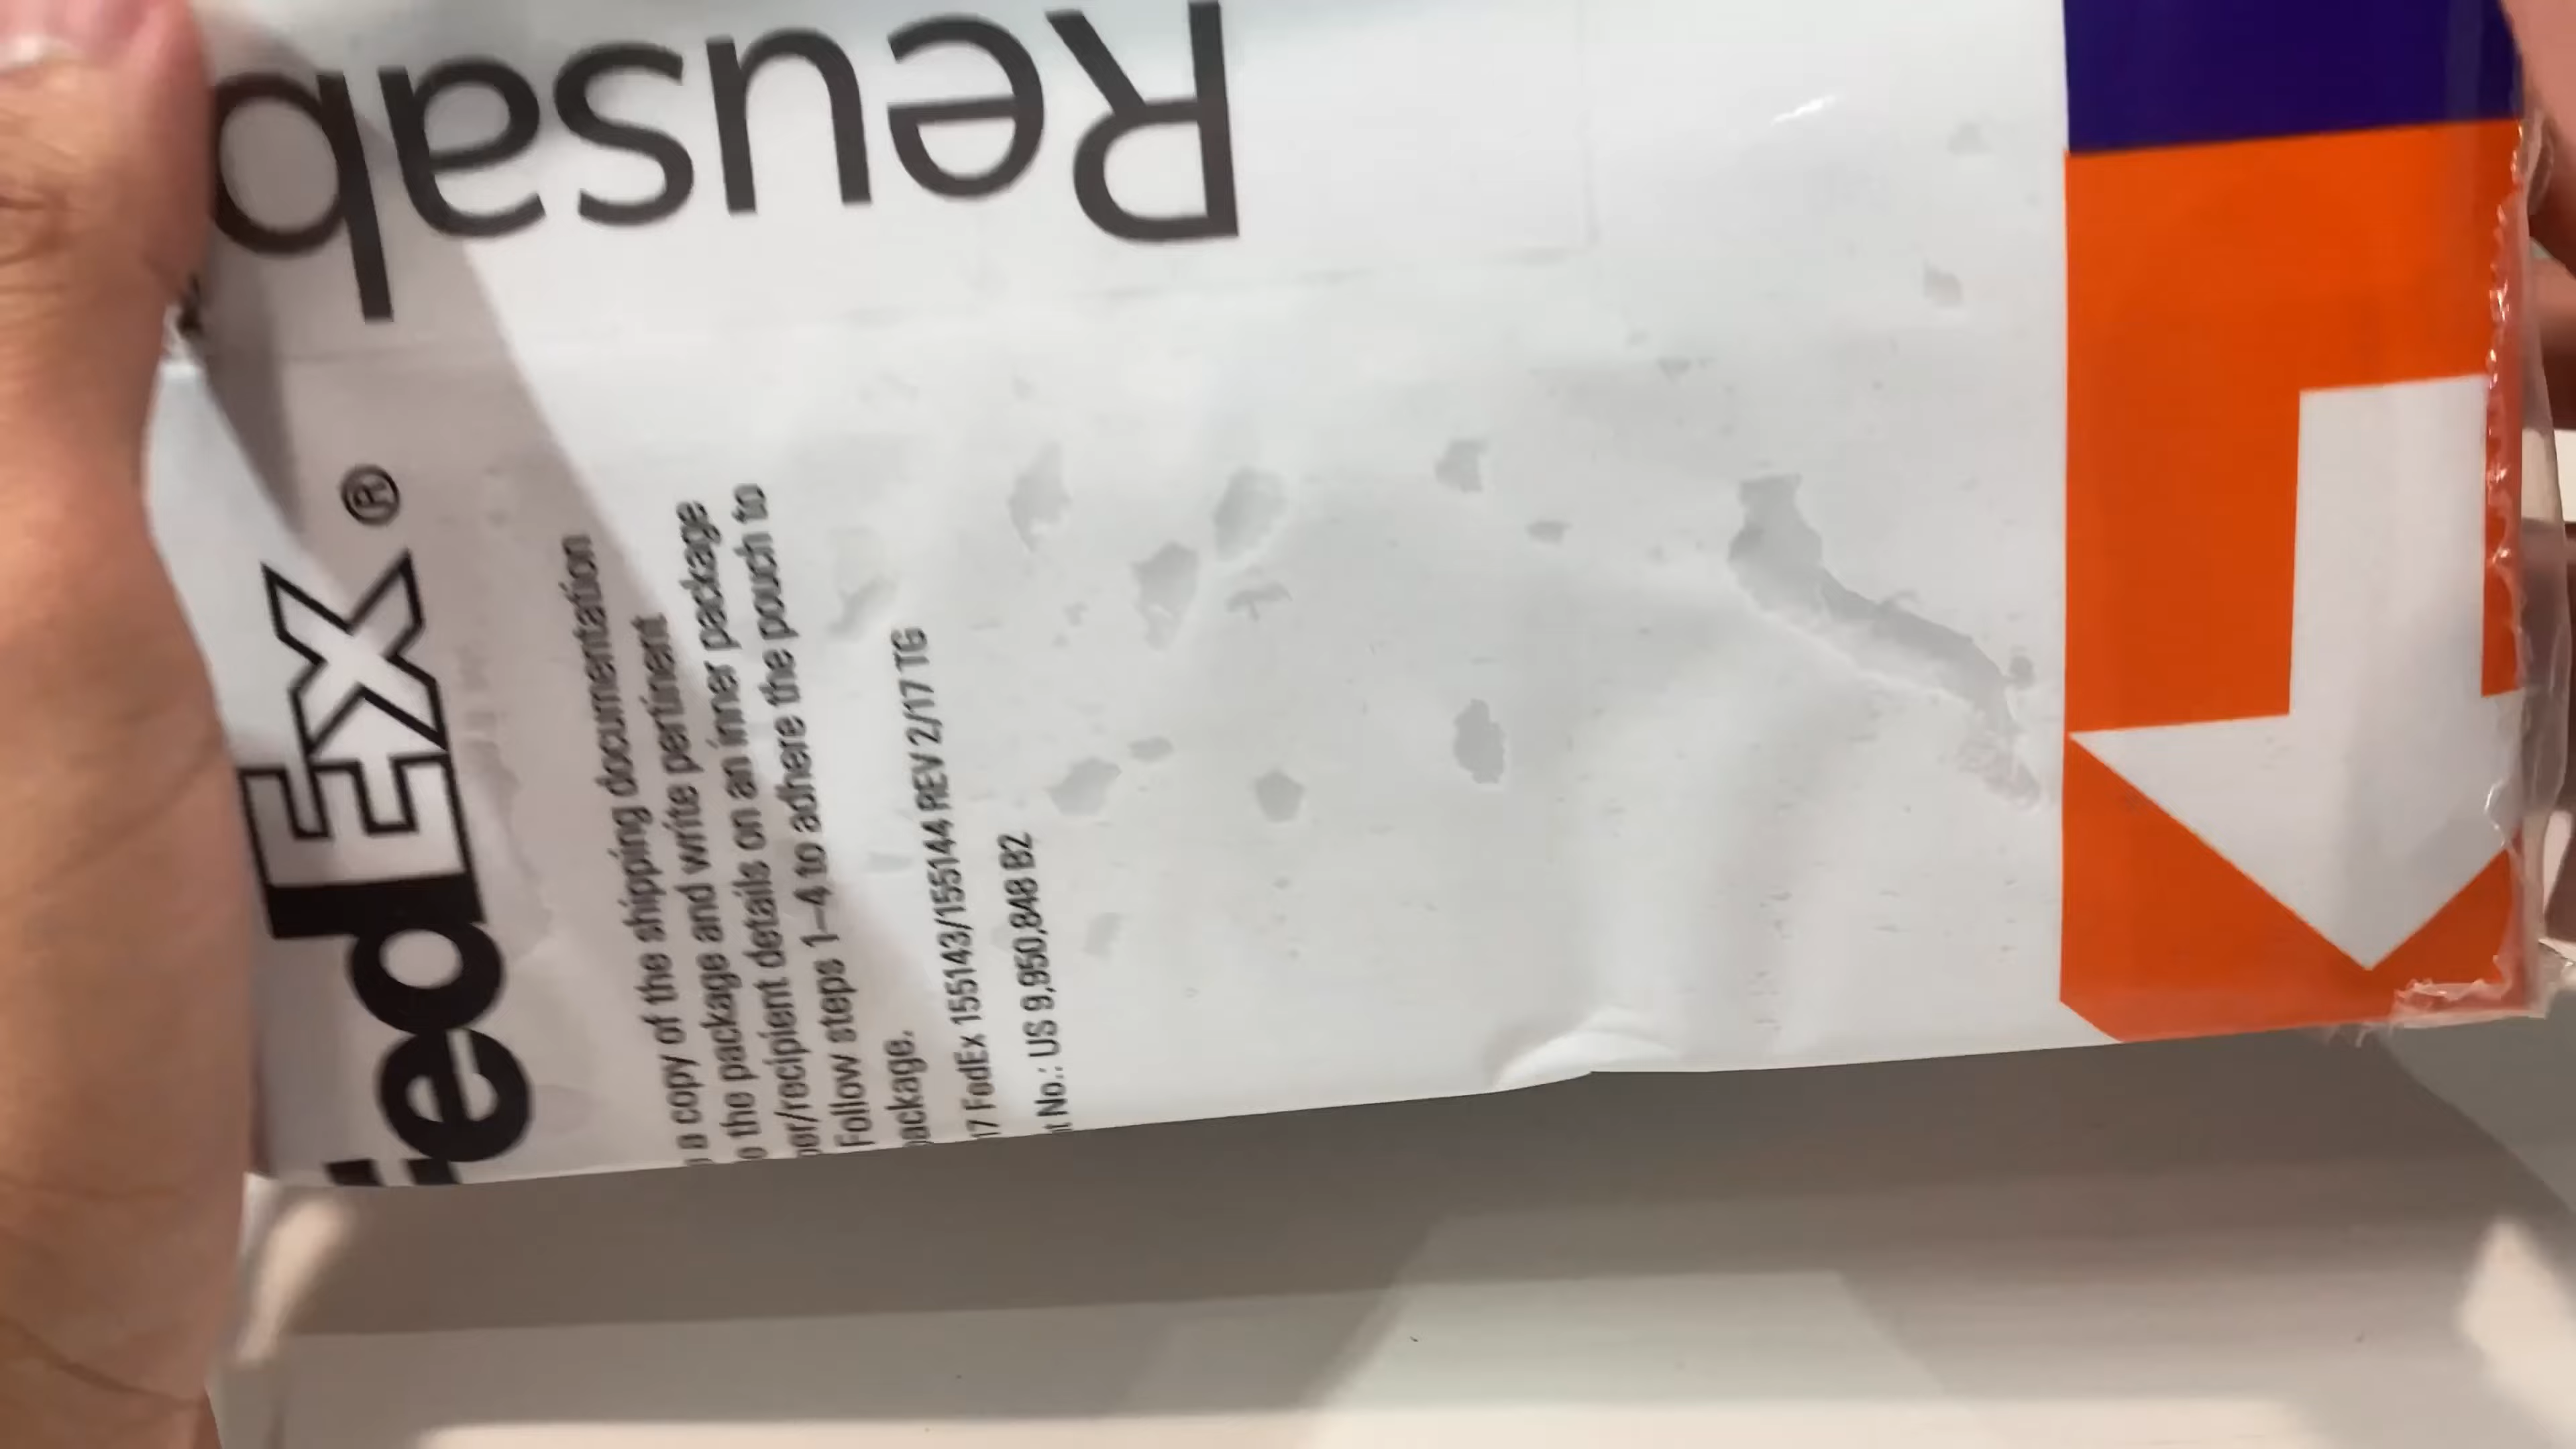 Reusab
FedEx®
a copy of the shipping documentation
the package and write pertinent
per/recipient details on an inner package
Follow steps 1–4 to adhere the pouch to
package.
17 FedEx 155143/155144 REV 2/17 TG
nt No.: US 9,950,848 B2